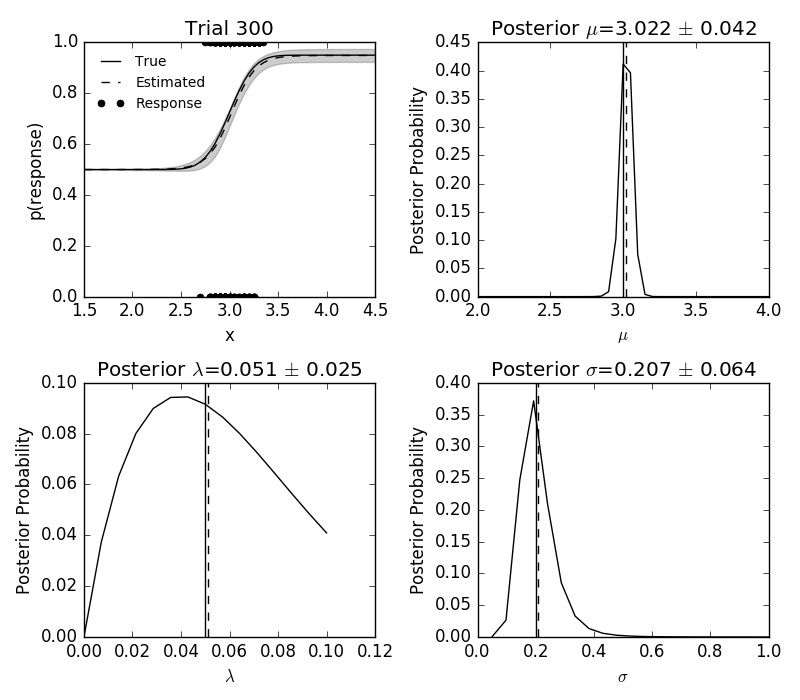 Trial 300
1.0
0.8
0.6
0.4
0.2
0.0
p(response)
True
Estimated
Response
1.5 2.0 2.5 3.0 3.5 4.0 4.5
x
Posterior μ=3.022 ± 0.042
0.45
0.40
0.35
0.30
0.25
0.20
0.15
0.10
0.05
0.00
Posterior Probability
2.0 2.5 3.0 3.5 4.0
μ
Posterior λ=0.051 ± 0.025
0.10
0.08
0.06
0.04
0.02
0.00
Posterior Probability
0.00 0.02 0.04 0.06 0.08 0.10 0.12
λ
Posterior σ=0.207 ± 0.064
0.40
0.35
0.30
0.25
0.20
0.15
0.10
0.05
0.00
Posterior Probability
0.0 0.2 0.4 0.6 0.8 1.0
σ